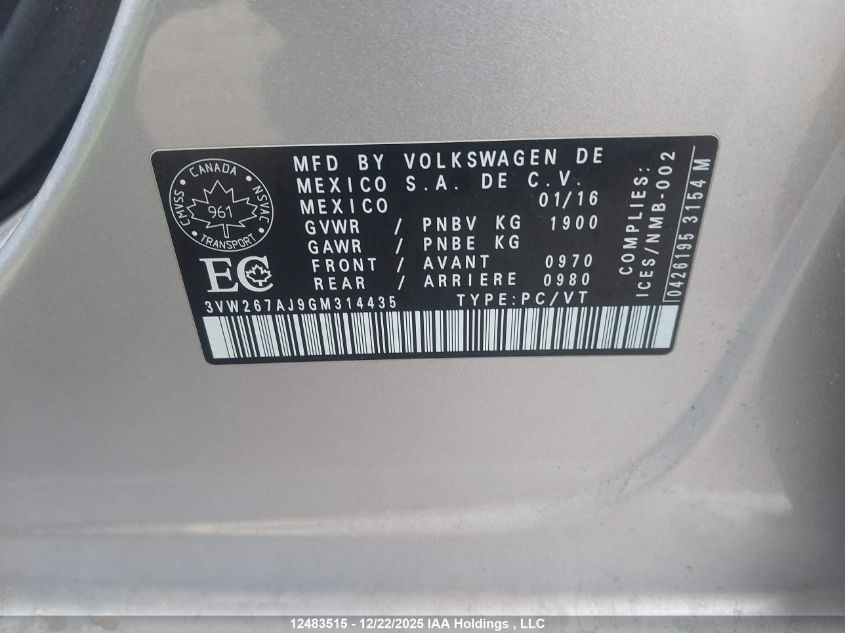 CANADA
CMVSS
NSVAC
961
TRANSPORT
EC
MFD BY VOLKSWAGEN DE
MEXICO S.A. DE C.V.
MEXICO 01/16
GVWR / PNBV KG 1900
GAWR / PNBE KG
FRONT / AVANT 0970
REAR / ARRIERE 0980
3VW267AJ9GM314435 TYPE:PC/VT
COMPLIES:
ICES/NMB-002
0426195 3154 M
12483515 - 12/22/2025 IAA Holdings , LLC